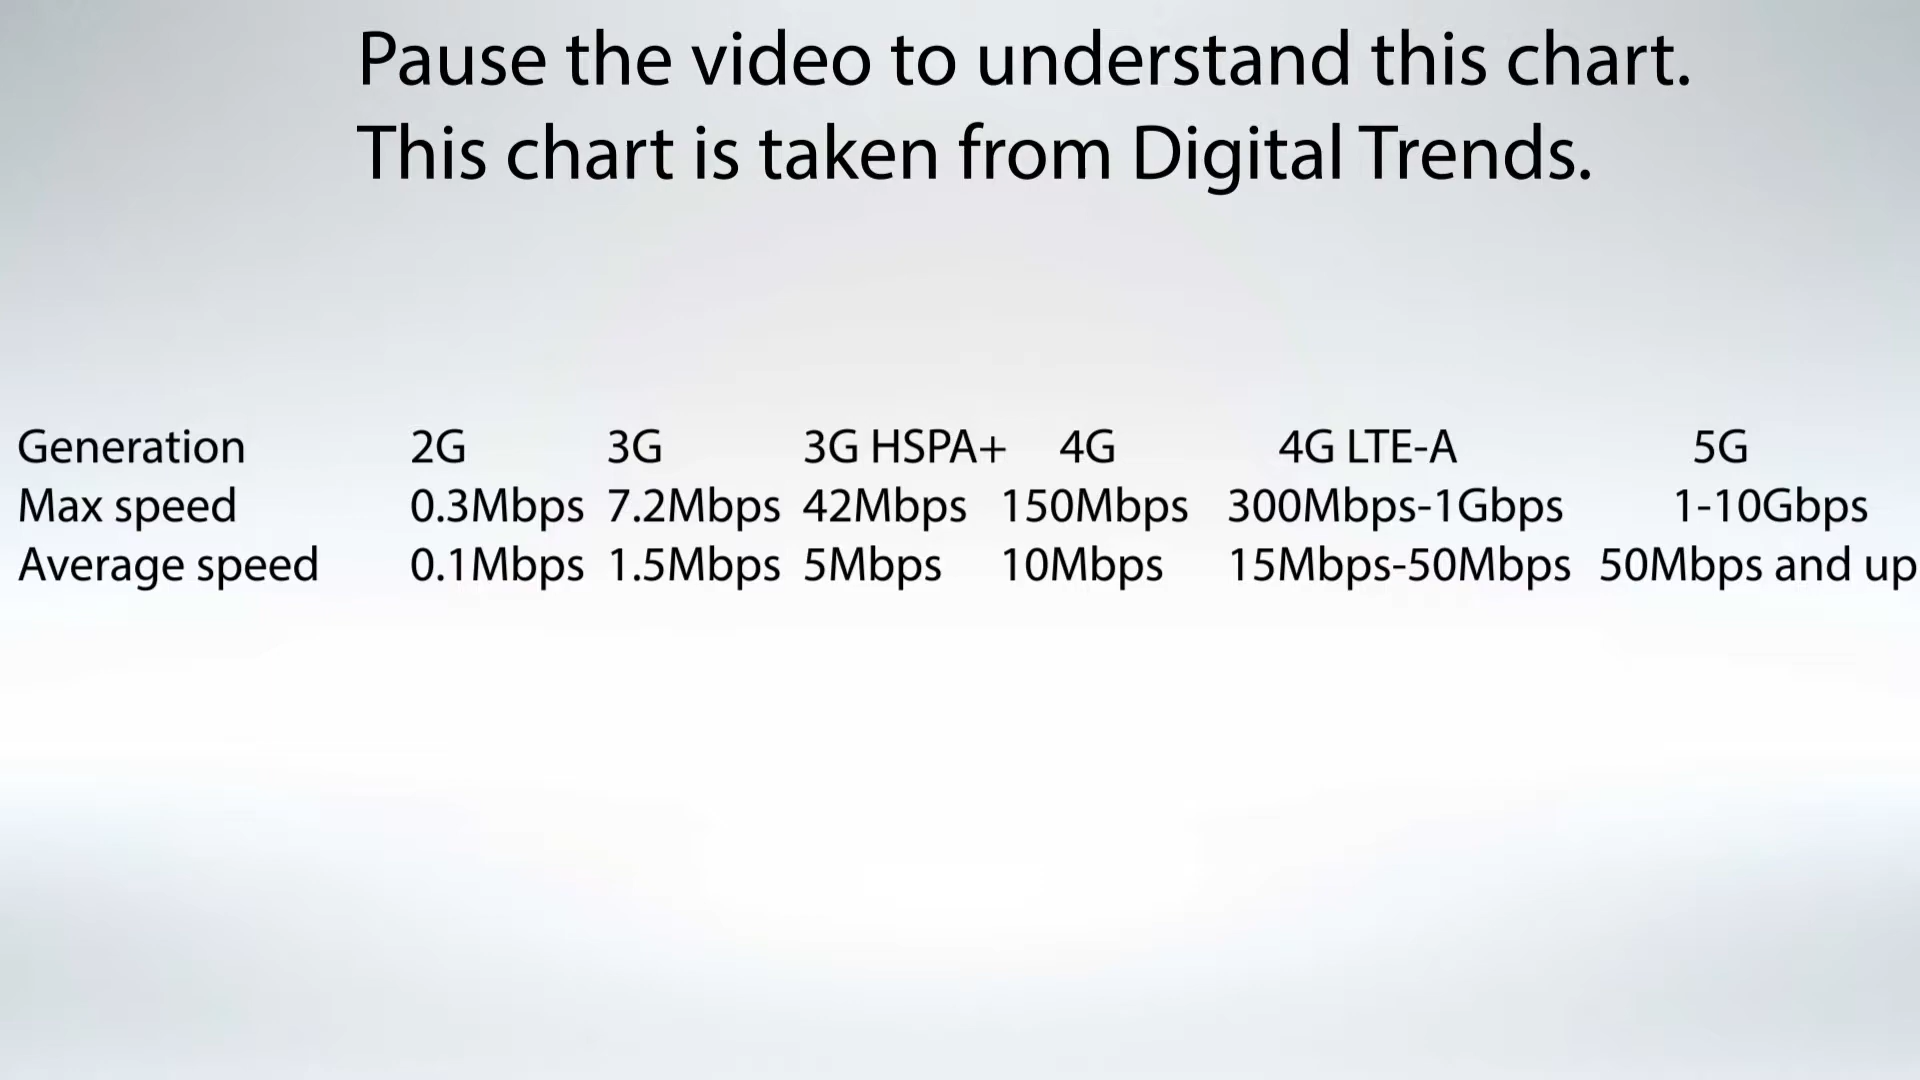 Pause the video to understand this chart.
This chart is taken from Digital Trends.
Generation 2G 3G 3G HSPA+ 4G 4G LTE-A 5G
Max speed 0.3Mbps 7.2Mbps 42Mbps 150Mbps 300Mbps-1Gbps 1-10Gbps
Average speed 0.1Mbps 1.5Mbps 5Mbps 10Mbps 15Mbps-50Mbps 50Mbps and up